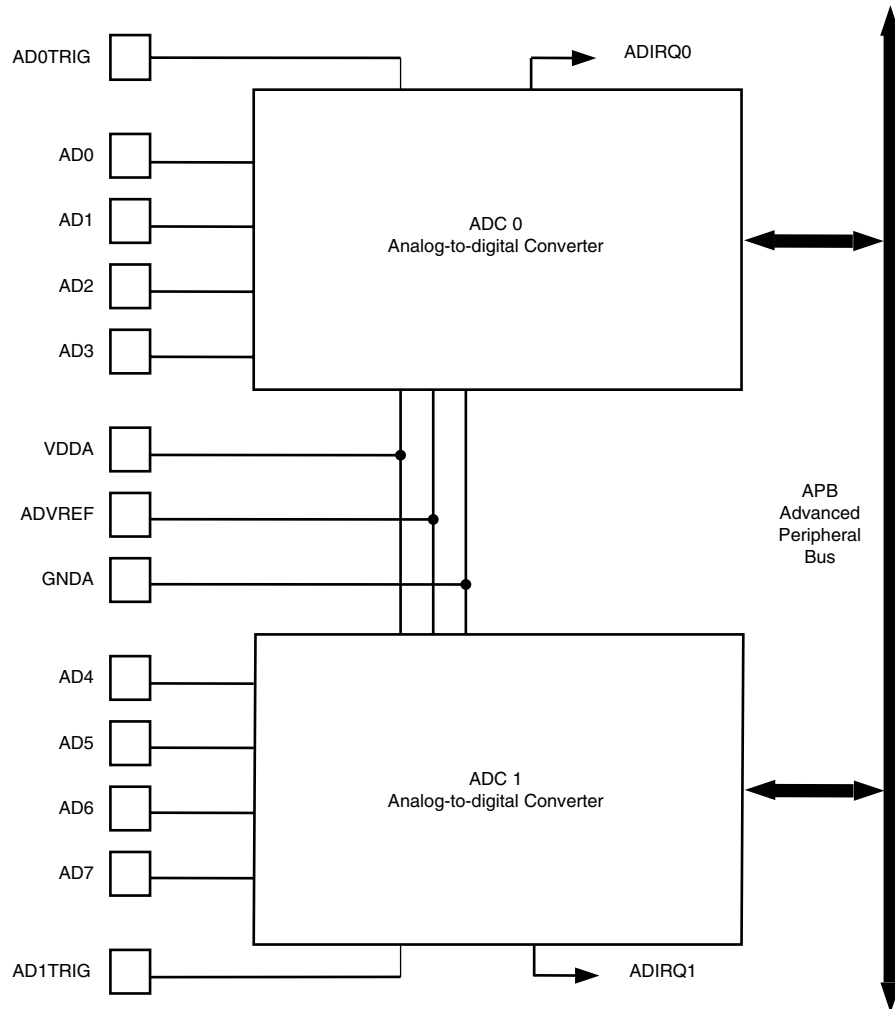 AD0TRIG
ADIRQ0
AD0
AD1
AD2
AD3
ADC 0
Analog-to-digital Converter
VDDA
ADVREF
GNDA
APB
Advanced
Peripheral
Bus
AD4
AD5
AD6
AD7
ADC 1
Analog-to-digital Converter
AD1TRIG
ADIRQ1